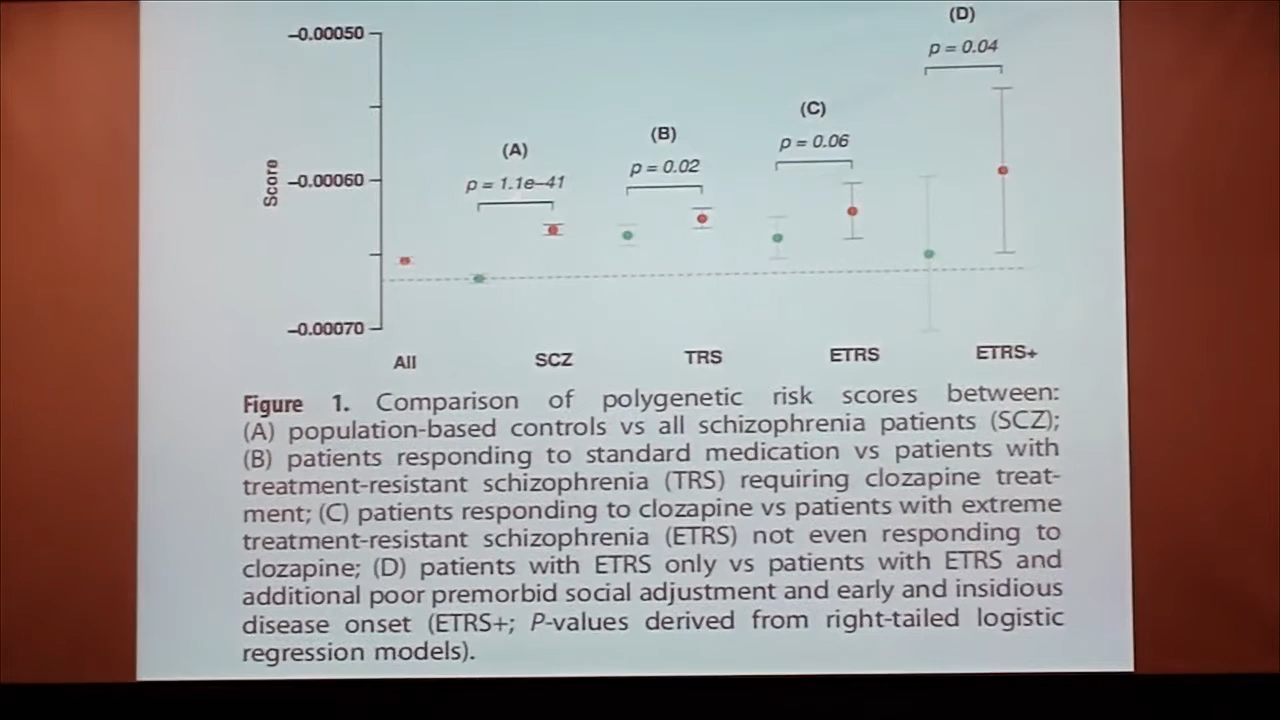 (D)
−0.00050
p = 0.04
(C)
(B)
p = 0.06
(A)
p = 0.02
Score
−0.00060
p = 1.1e−41
−0.00070
All
SCZ
TRS
ETRS
ETRS+
Figure 1. Comparison of polygenetic risk scores between:
(A) population-based controls vs all schizophrenia patients (SCZ);
(B) patients responding to standard medication vs patients with
treatment-resistant schizophrenia (TRS) requiring clozapine treat-
ment; (C) patients responding to clozapine vs patients with extreme
treatment-resistant schizophrenia (ETRS) not even responding to
clozapine; (D) patients with ETRS only vs patients with ETRS and
additional poor premorbid social adjustment and early and insidious
disease onset (ETRS+; P-values derived from right-tailed logistic
regression models).